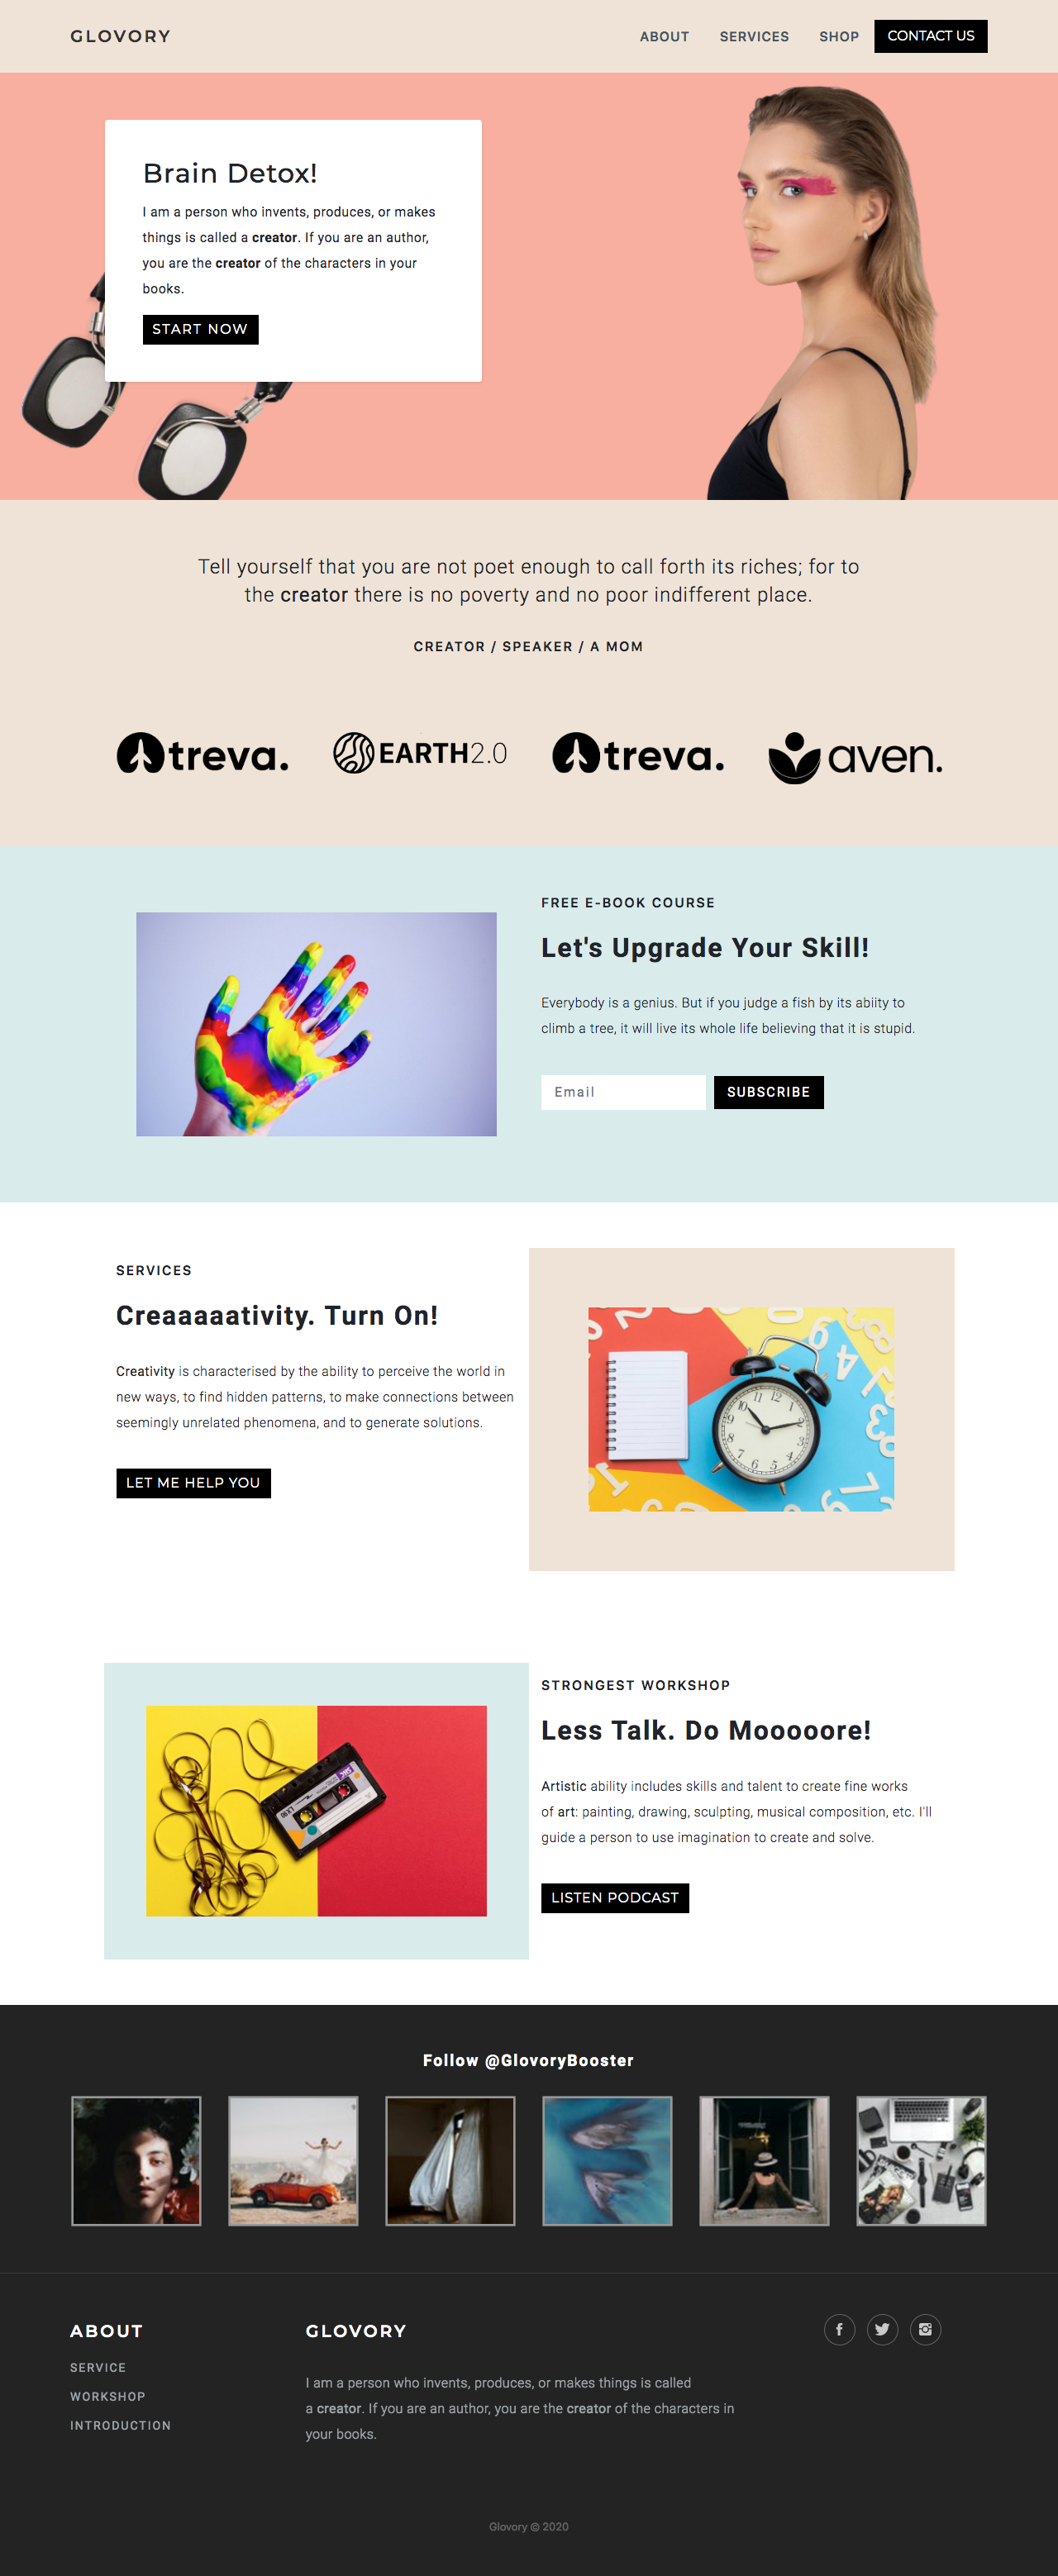 GLOVORY
ABOUT
SERVICES
SHOP
CONTACT US
Brain Detox!
I am a person who invents, produces, or makes
things is called a creator. If you are an author,
you are the creator of the characters in your
books.
START NOW
Tell yourself that you are not poet enough to call forth its riches; for to
the creator there is no poverty and no poor indifferent place.
CREATOR / SPEAKER / A MOM
treva.
EARTH2.0
treva.
aven.
FREE E-BOOK COURSE
Let's Upgrade Your Skill!
Everybody is a genius. But if you judge a fish by its abiity to
climb a tree, it will live its whole life believing that it is stupid.
Email
SUBSCRIBE
SERVICES
Creaaaaativity. Turn On!
Creativity is characterised by the ability to perceive the world in
new ways, to find hidden patterns, to make connections between
seemingly unrelated phenomena, and to generate solutions.
LET ME HELP YOU
STRONGEST WORKSHOP
Less Talk. Do Mooooore!
Artistic ability includes skills and talent to create fine works
of art: painting, drawing, sculpting, musical composition, etc. I'll
guide a person to use imagination to create and solve.
LISTEN PODCAST
Follow @GlovoryBooster
ABOUT
SERVICE
WORKSHOP
INTRODUCTION
GLOVORY
I am a person who invents, produces, or makes things is called
a creator. If you are an author, you are the creator of the characters in
your books.
Glovory © 2020